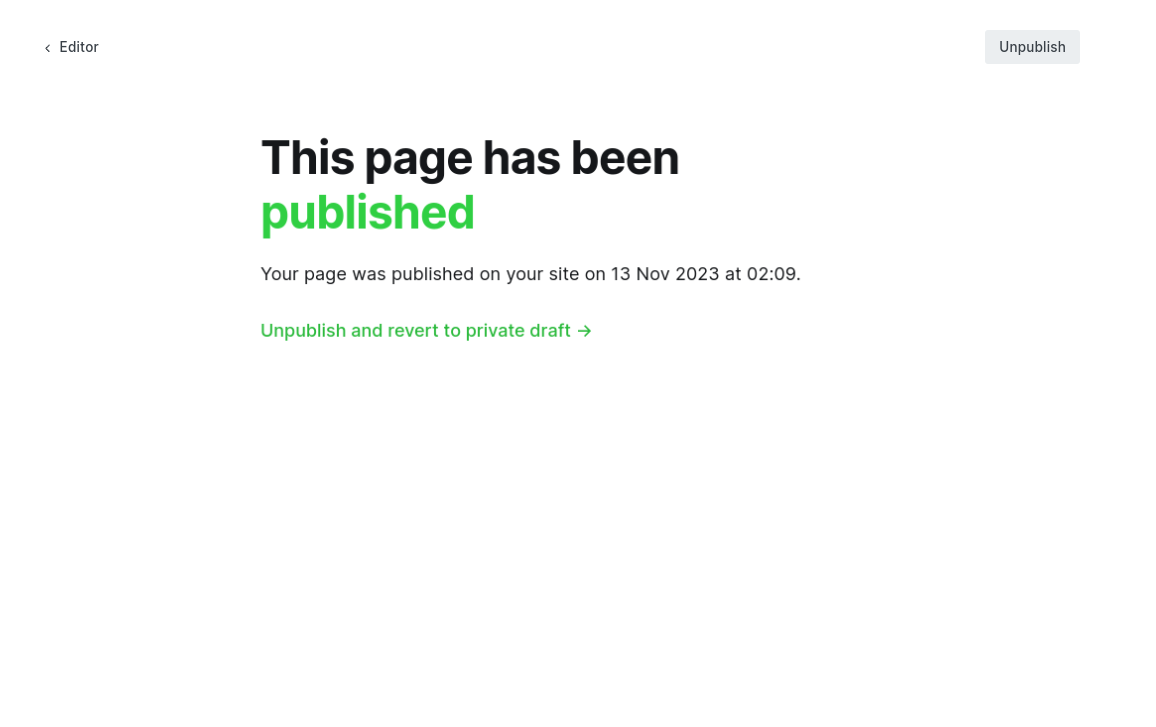 Editor
Unpublish
This page has been
published
Your page was published on your site on 13 Nov 2023 at 02:09.
Unpublish and revert to private draft →